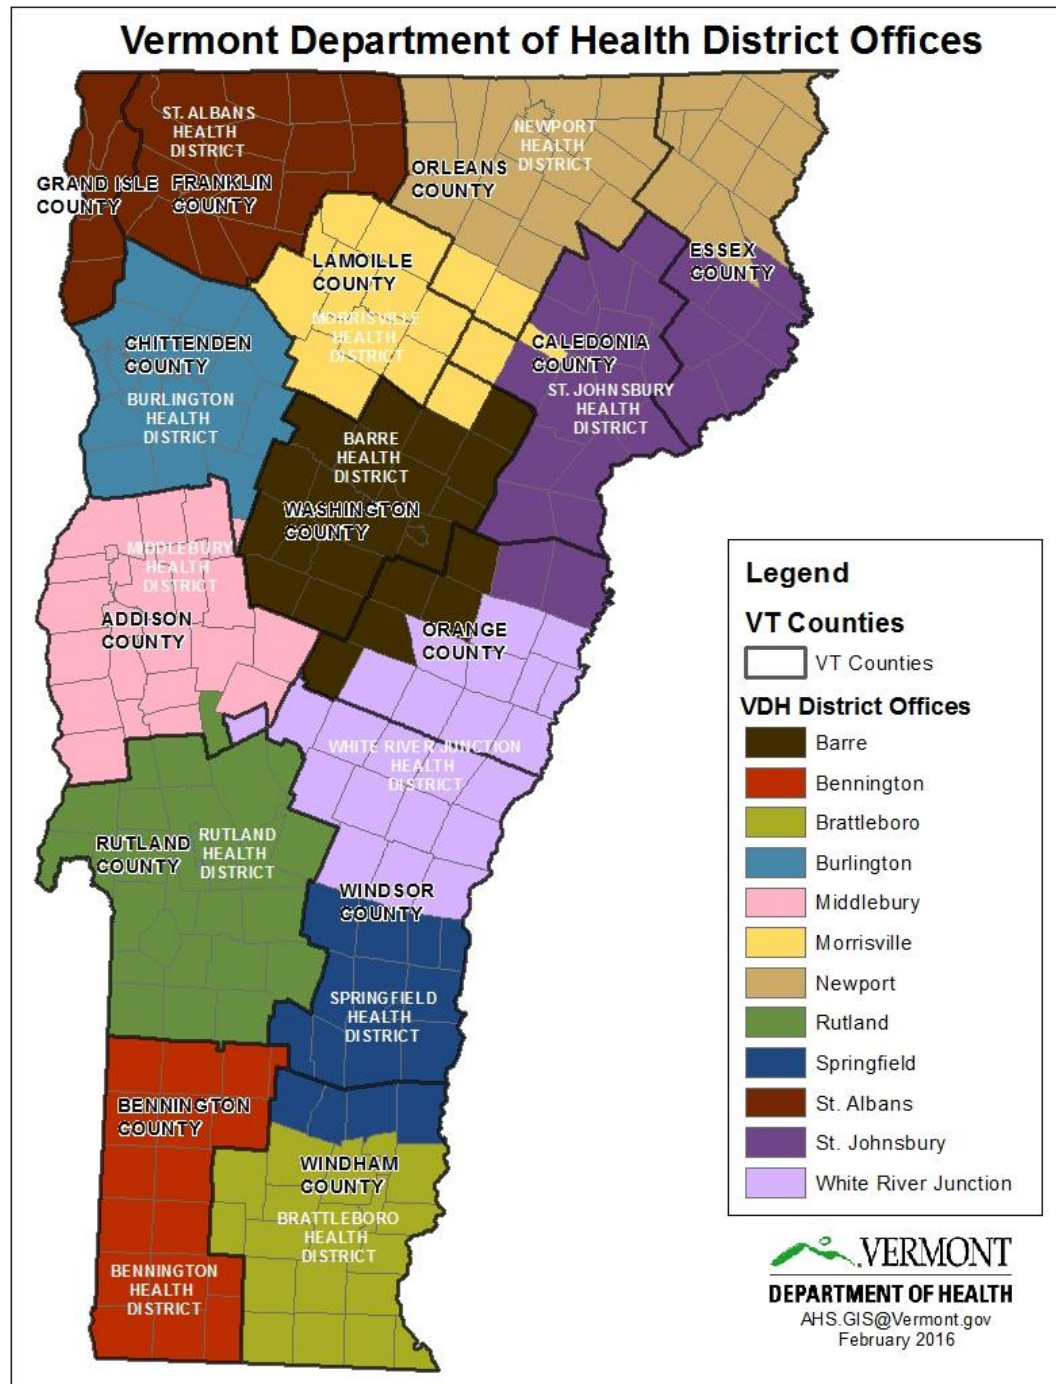 Vermont Department of Health District Offices
ST. ALBANS
HEALTH
DISTRICT
NEWPORT
HEALTH
DISTRICT
GRAND ISLE
COUNTY
FRANKLIN
COUNTY
ORLEANS
COUNTY
ESSEX
COUNTY
LAMOILLE
COUNTY
MORRISVILLE
HEALTH
DISTRICT
CHITTENDEN
COUNTY
CALEDONIA
COUNTY
BURLINGTON
HEALTH
DISTRICT
ST. JOHNSBURY
HEALTH
DISTRICT
BARRE
HEALTH
DISTRICT
WASHINGTON
COUNTY
MIDDLEBURY
HEALTH
DISTRICT
ADDISON
COUNTY
ORANGE
COUNTY
WHITE RIVER JUNCTION
HEALTH
DISTRICT
RUTLAND
COUNTY
RUTLAND
HEALTH
DISTRICT
WINDSOR
COUNTY
SPRINGFIELD
HEALTH
DISTRICT
BENNINGTON
COUNTY
WINDHAM
COUNTY
BRATTLEBORO
HEALTH
DISTRICT
BENNINGTON
HEALTH
DISTRICT
Legend
VT Counties
VT Counties
VDH District Offices
Barre
Bennington
Brattleboro
Burlington
Middlebury
Morrisville
Newport
Rutland
Springfield
St. Albans
St. Johnsbury
White River Junction
VERMONT
DEPARTMENT OF HEALTH
AHS.GIS@Vermont.gov
February 2016